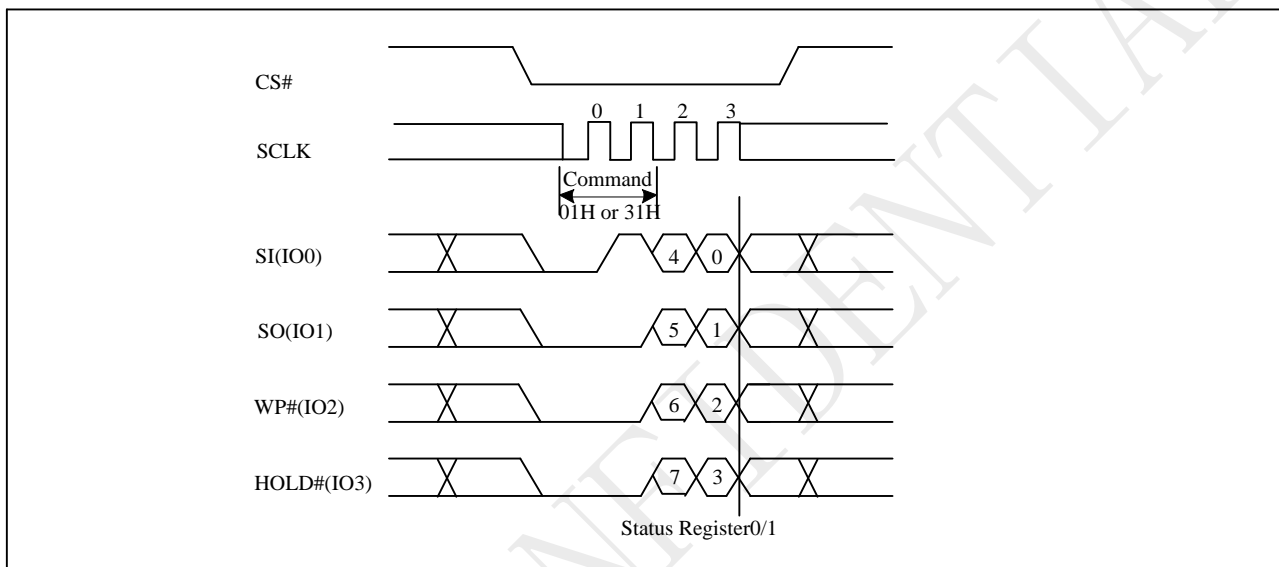 CS#
0 1 2 3
SCLK
Command
01H or 31H
SI(IO0)
4 0
SO(IO1)
5 1
WP#(IO2)
6 2
HOLD#(IO3)
7 3
Status Register0/1